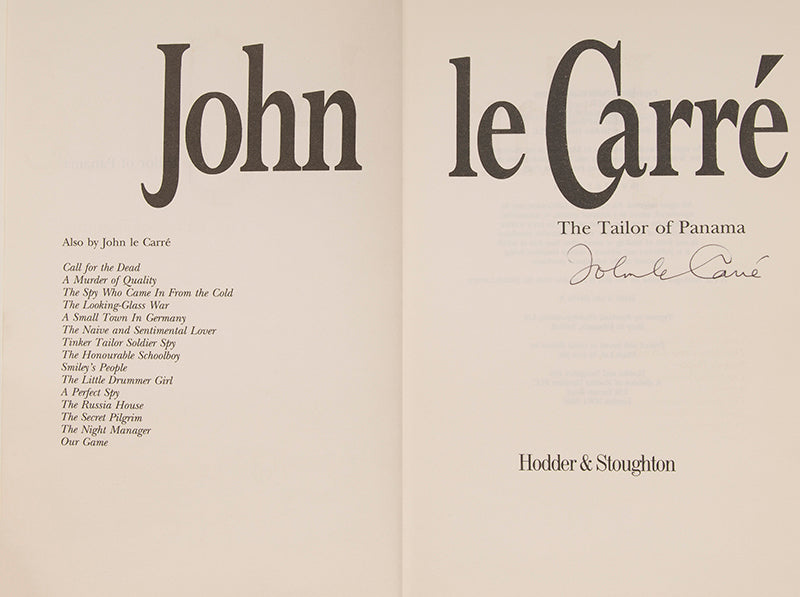 John le Carré
Also by John le Carré
Call for the Dead
A Murder of Quality
The Spy Who Came In From the Cold
The Looking-Glass War
A Small Town In Germany
The Naive and Sentimental Lover
Tinker Tailor Soldier Spy
The Honourable Schoolboy
Smiley's People
The Little Drummer Girl
A Perfect Spy
The Russia House
The Secret Pilgrim
The Night Manager
Our Game
The Tailor of Panama
John le Carré
Hodder & Stoughton